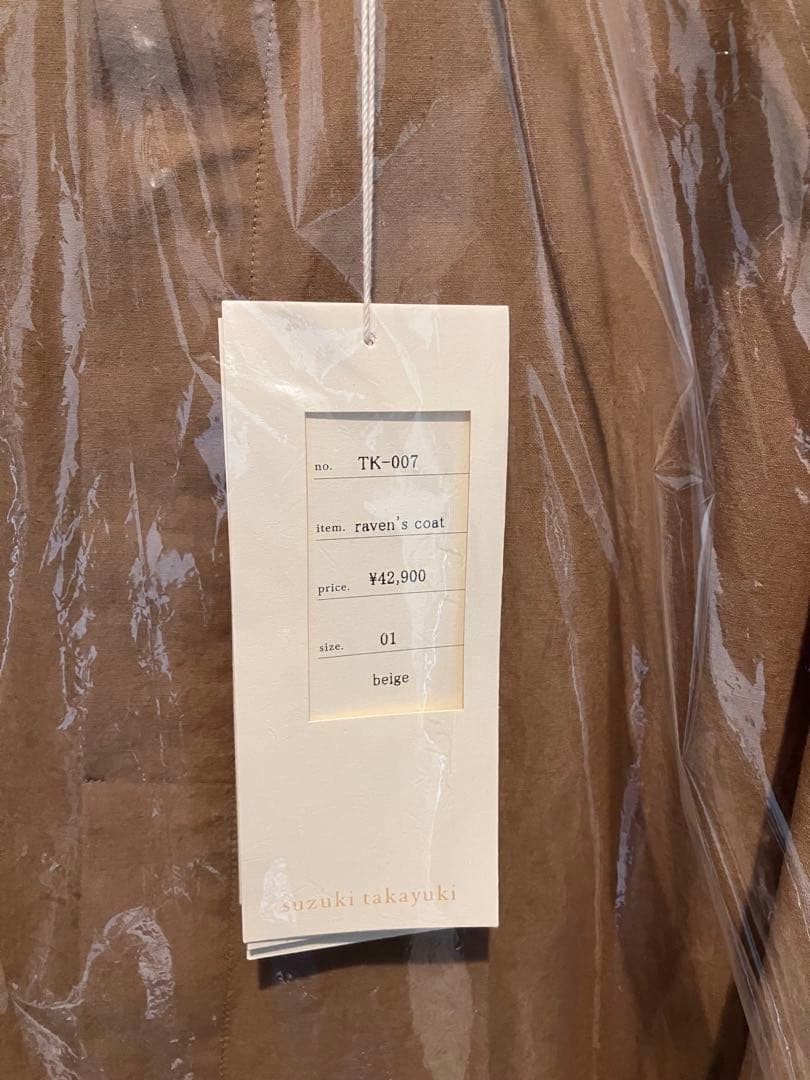 no. TK-007
item. raven's coat
price. ¥42,900
size. 01
beige
suzuki takayuki